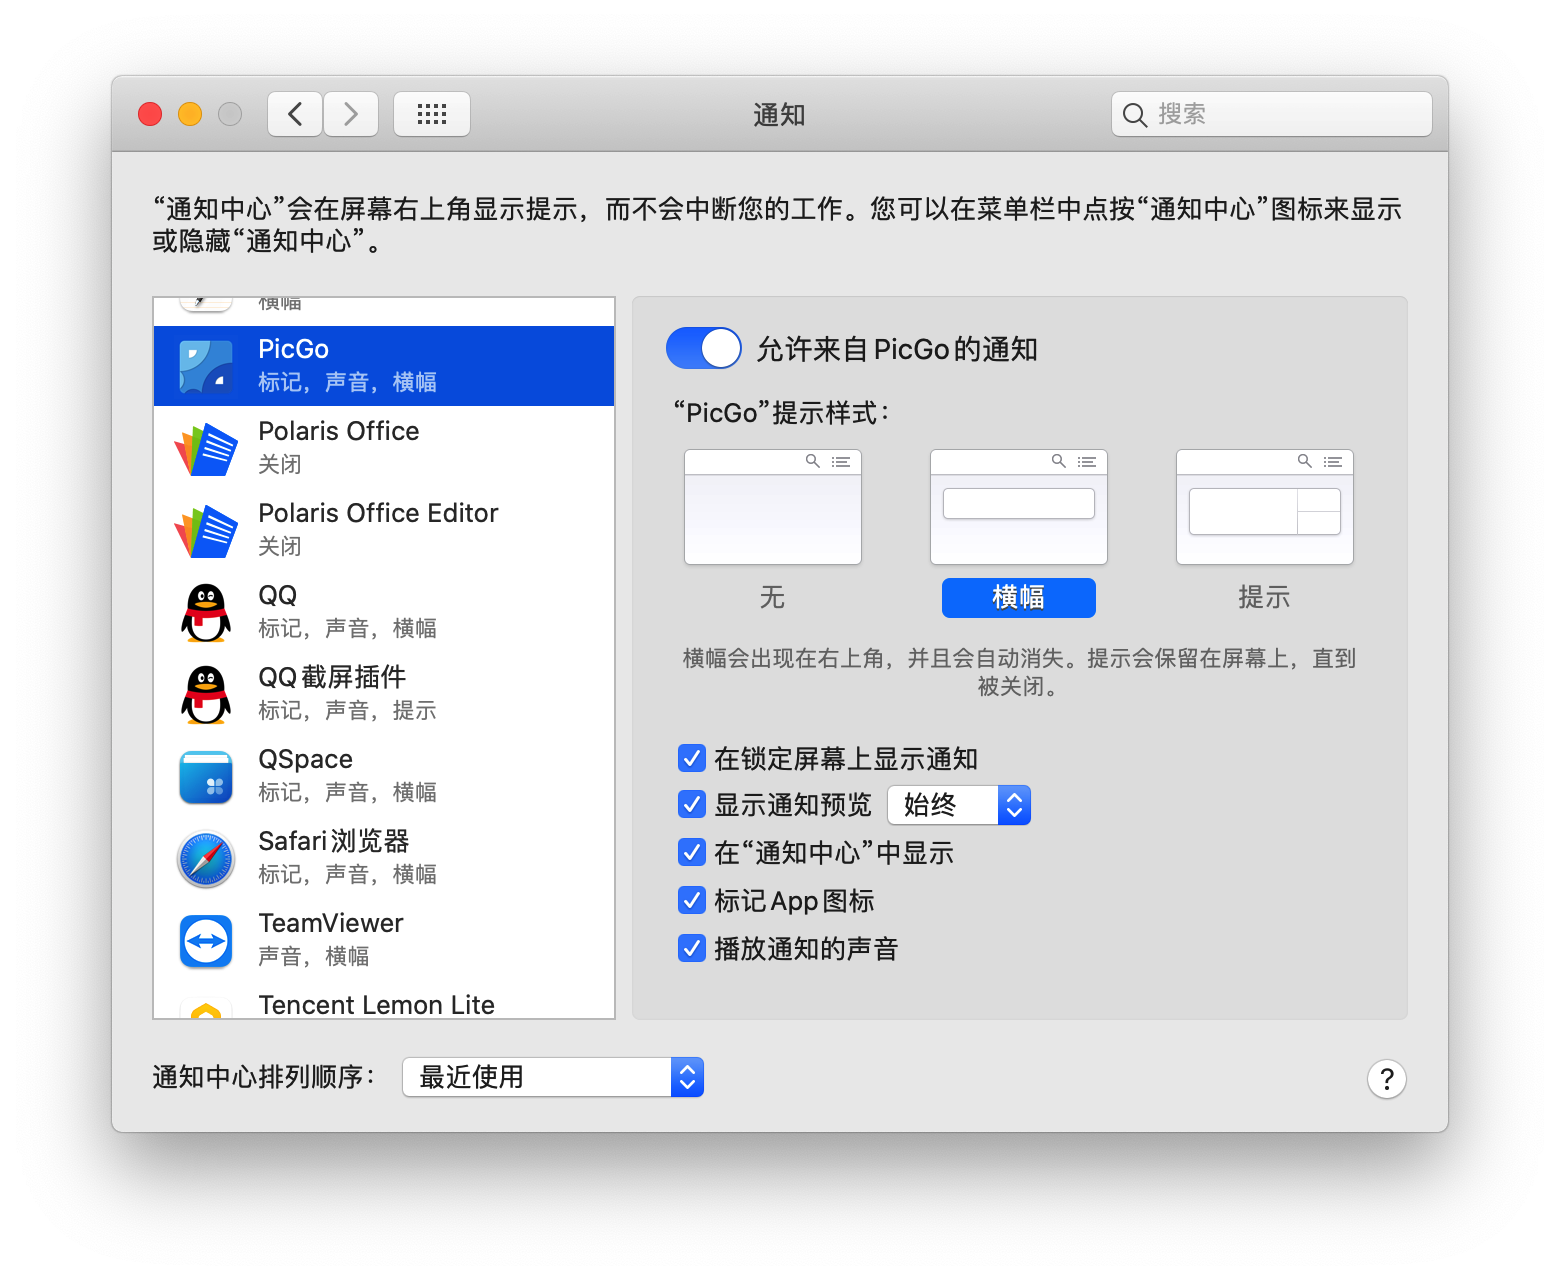 通知
搜索
“通知中心”会在屏幕右上角显示提示，而不会中断您的工作。您可以在菜单栏中点按“通知中心”图标来显示
或隐藏“通知中心”。
横幅
PicGo
标记，声音，横幅
Polaris Office
关闭
Polaris Office Editor
关闭
QQ
标记，声音，横幅
QQ截屏插件
标记，声音，提示
QSpace
标记，声音，横幅
Safari浏览器
标记，声音，横幅
TeamViewer
声音，横幅
Tencent Lemon Lite
允许来自PicGo的通知
“PicGo”提示样式：
无
横幅
提示
横幅会出现在右上角，并且会自动消失。提示会保留在屏幕上，直到
被关闭。
在锁定屏幕上显示通知
显示通知预览 始终
在“通知中心”中显示
标记App图标
播放通知的声音
通知中心排列顺序： 最近使用
?